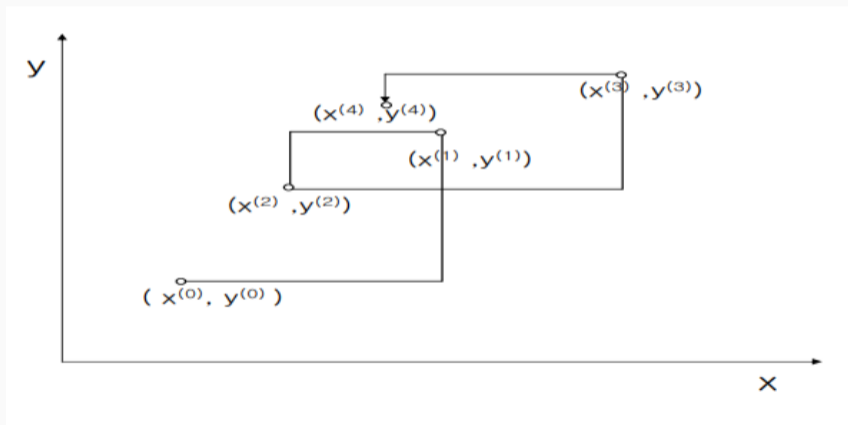 y
(x⁽³⁾ ,y⁽³⁾)
(x⁽⁴⁾ ,y⁽⁴⁾)
(x⁽¹⁾ ,y⁽¹⁾)
(x⁽²⁾ ,y⁽²⁾)
( x⁽⁰⁾, y⁽⁰⁾ )
x